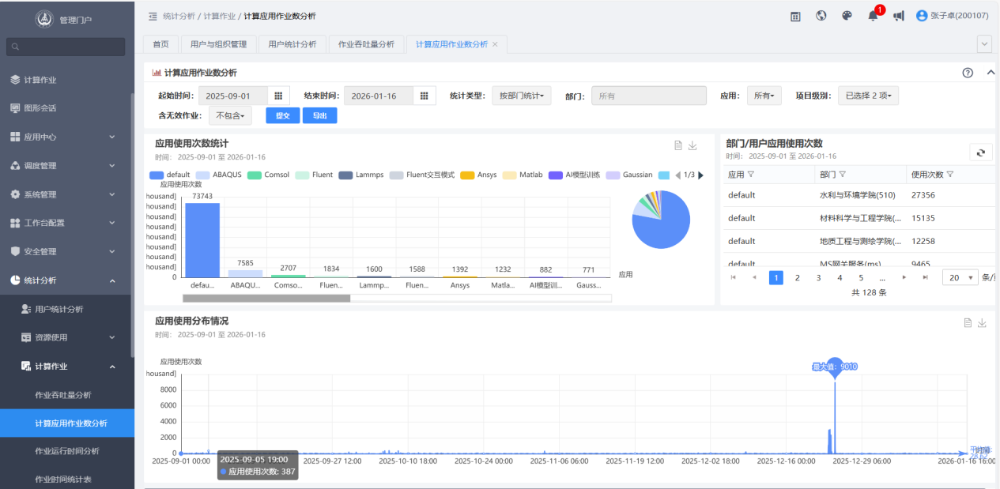 管理门户
统计分析 / 计算作业 / 计算应用作业数分析
1
张子卓(200107)
首页
用户与组织管理
用户统计分析
作业吞吐量分析
计算应用作业数分析 ×
计算作业
图形会话
应用中心
调度管理
系统管理
工作台配置
安全管理
统计分析
用户统计分析
资源使用
计算作业
作业吞吐量分析
计算应用作业数分析
作业运行时间分析
作业时间统计表
计算应用作业数分析
起始时间: 2025-09-01 结束时间: 2026-01-16 统计类型: 按部门统计 部门: 所有 应用: 所有 项目级别: 已选择 2 项
含无效作业: 不包含 提交 导出
应用使用次数统计
时间: 2025-09-01 至 2026-01-16
default ABAQUS Comsol Fluent Lammps Fluent交互模式 Ansys Matlab AI模型训练 Gaussian 1/3
应用使用次数
housand]
housand]
housand]
housand]
housand]
housand]
housand]
housand]
0
73743 7585 2707 1834 1600 1588 1392 1232 882 771
defau... ABAQU... Comso... Fluen... Lammp... Fluen... Ansys Matla... AI模型训... Gauss...
应用
部门/用户应用使用次数
时间: 2025-09-01 至 2026-01-16
应用 部门 使用次数
default 水利与环境学院(510) 27356
default 材料科学与工程学院(... 15135
default 地质工程与测绘学院(... 12258
default MS网关服务(ms) 9465
1 2 3 4 5 ... 20 条/
共 128 条
应用使用分布情况
时间: 2025-09-01 至 2026-01-16
应用使用次数
housand]
8000
6000
4000
2000
0
最大值: 9010
平均值:
28.62
时间
2025-09-01 00:00 2025-09-27 12:00 2025-10-10 18:00 2025-10-24 00:00 2025-11-06 06:00 2025-11-19 12:00 2025-12-02 18:00 2025-12-16 00:00 2025-12-29 06:00 2026-01-16 16:00
2025-09-05 19:00
应用使用次数: 387